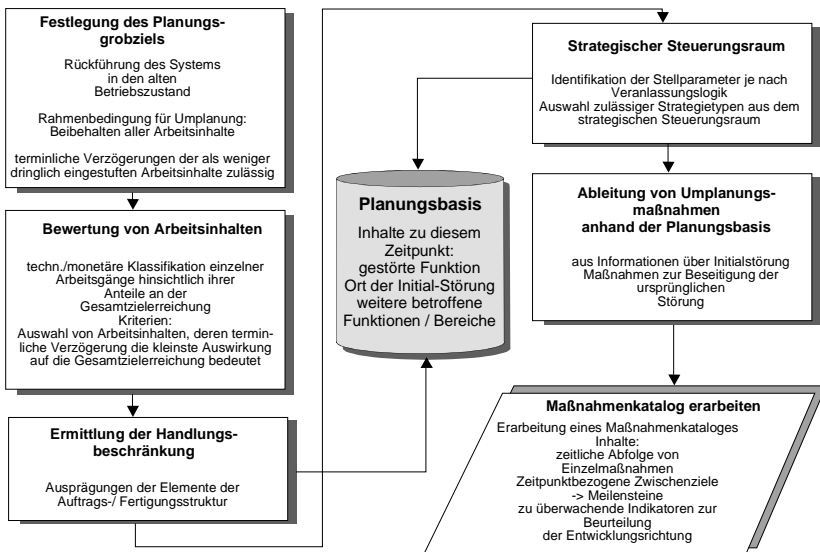 Festlegung des Planungs-
grobziels
Rückführung des Systems
in den alten
Betriebszustand
Rahmenbedingung für Umplanung:
Beibehalten aller Arbeitsinhalte
terminliche Verzögerungen der als weniger
dringlich eingestuften Arbeitsinhalte zulässig
Bewertung von Arbeitsinhalten
techn./monetäre Klassifikation einzelner
Arbeitsgänge hinsichtlich ihrer
Anteile an der
Gesamtzielerreichung
Kriterien:
Auswahl von Arbeitsinhalten, deren termin-
liche Verzögerung die kleinste Auswirkung
auf die Gesamtzielerreichung bedeutet
Ermittlung der Handlungs-
beschränkung
Ausprägungen der Elemente der
Auftrags-/ Fertigungsstruktur
Planungsbasis
Inhalte zu diesem
Zeitpunkt:
gestörte Funktion
Ort der Initial-Störung
weitere betroffene
Funktionen / Bereiche
Strategischer Steuerungsraum
Identifikation der Stellparameter je nach
Veranlassungslogik
Auswahl zulässiger Strategietypen aus dem
strategischen Steuerungsraum
Ableitung von Umplanungs-
maßnahmen
anhand der Planungsbasis
aus Informationen über Initialstörung
Maßnahmen zur Beseitigung der
ursprünglichen
Störung
Maßnahmenkatalog erarbeiten
Erarbeitung eines Maßnahmenkataloges
Inhalte:
zeitliche Abfolge von
Einzelmaßnahmen
Zeitpunktbezogene Zwischenziele
-> Meilensteine
zu überwachende Indikatoren zur
Beurteilung
der Entwicklungsrichtung